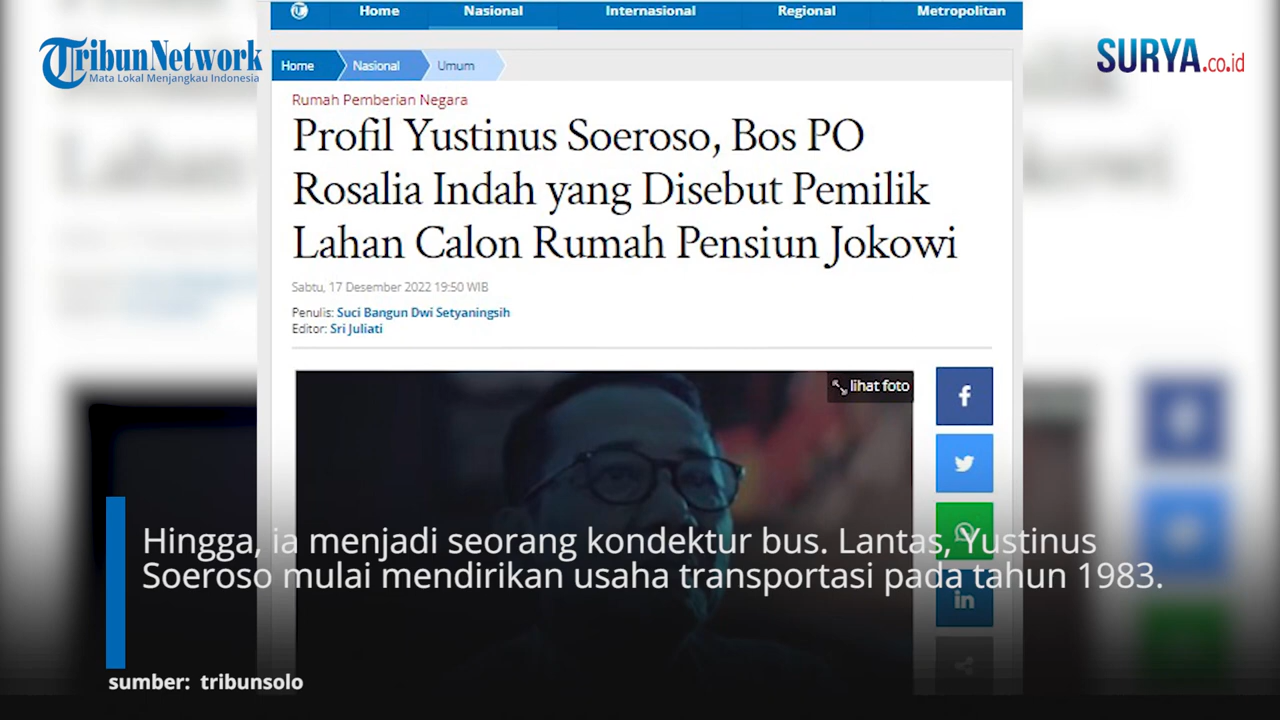 Home Nasional Internasional Regional Metropolitan
Tribun Network
Mata Lokal Menjangkau Indonesia
SURYA.co.id
Home Nasional Umum
Rumah Pemberian Negara
Profil Yustinus Soeroso, Bos PO
Rosalia Indah yang Disebut Pemilik
Lahan Calon Rumah Pensiun Jokowi
Sabtu, 17 Desember 2022 19:50 WIB
Penulis: Suci Bangun Dwi Setyaningsih
Editor: Sri Juliati
lihat foto
Hingga, ia menjadi seorang kondektur bus. Lantas, Yustinus
Soeroso mulai mendirikan usaha transportasi pada tahun 1983.
sumber: tribunsolo